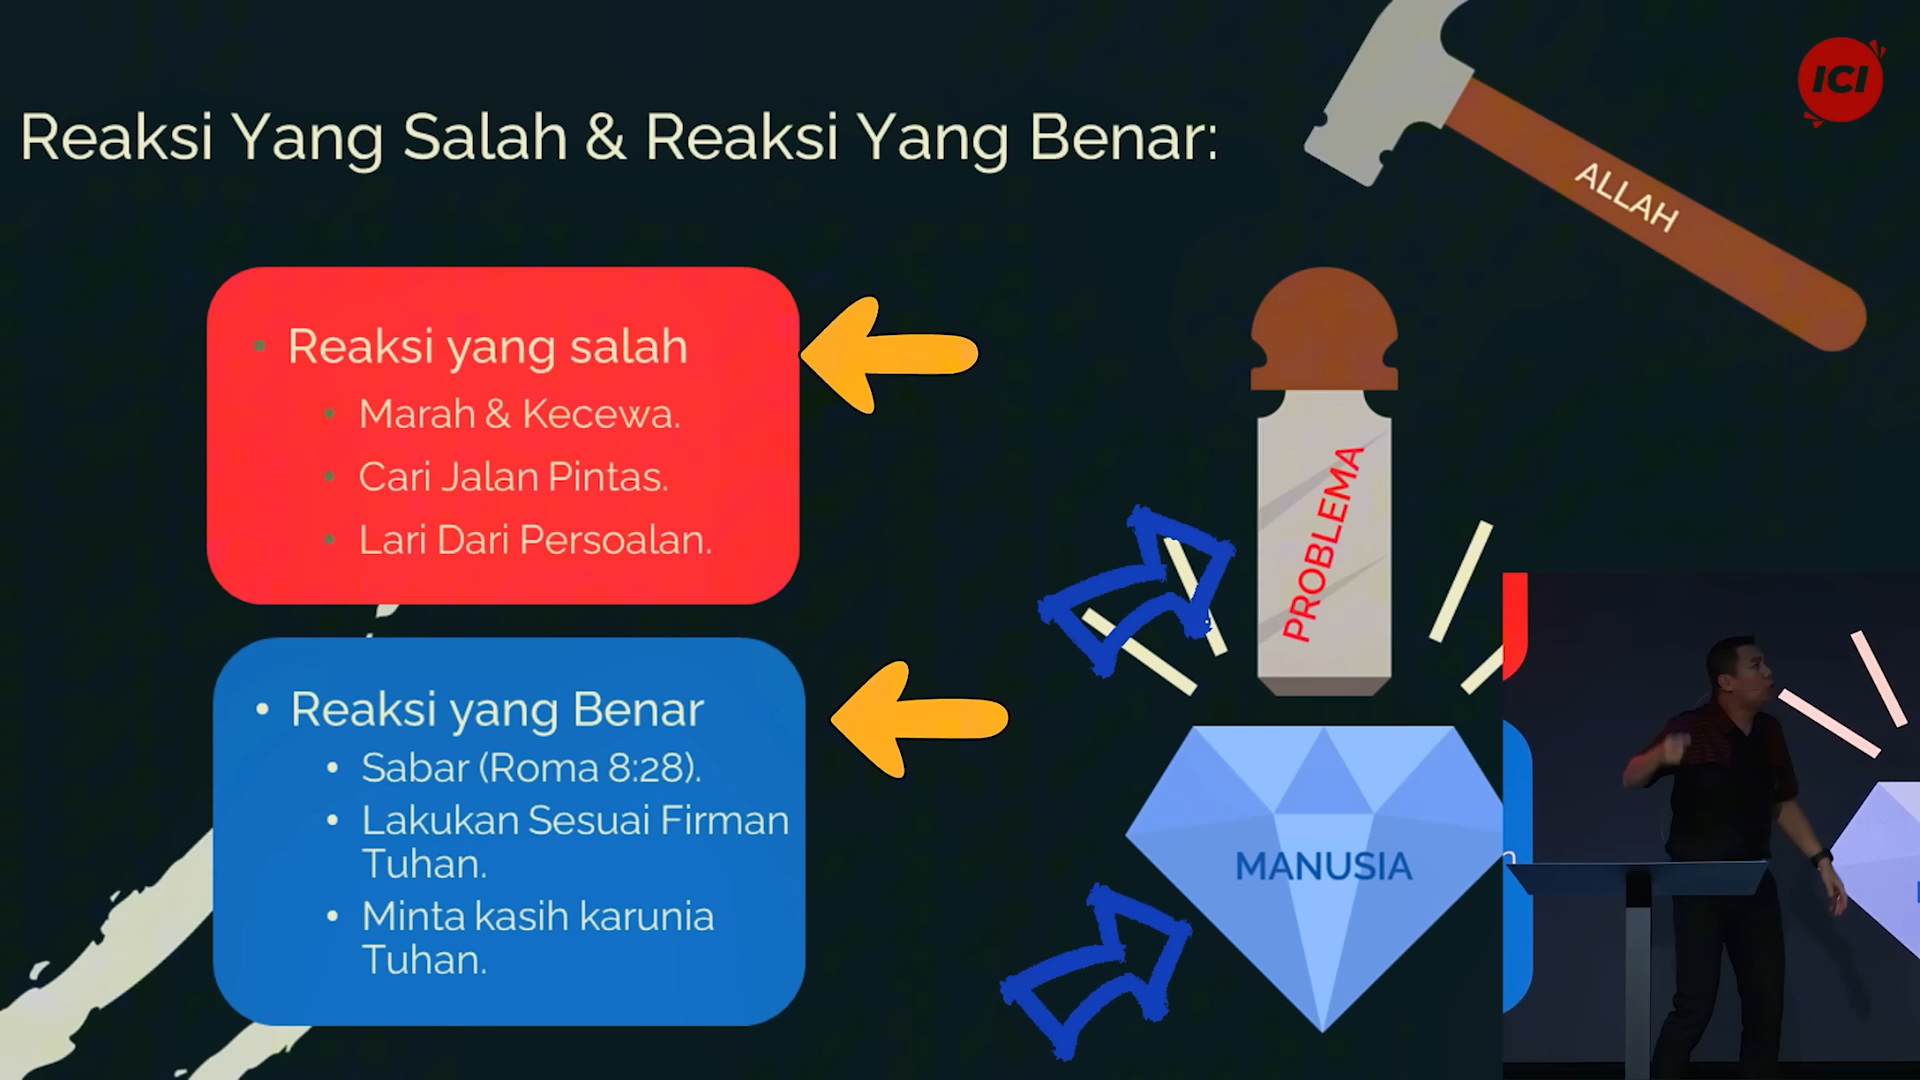 ICI
Reaksi Yang Salah & Reaksi Yang Benar:
ALLAH
• Reaksi yang salah
• Marah & Kecewa.
• Cari Jalan Pintas.
• Lari Dari Persoalan.
PROBLEMA
• Reaksi yang Benar
• Sabar (Roma 8:28).
• Lakukan Sesuai Firman
Tuhan.
• Minta kasih karunia
Tuhan.
MANUSIA